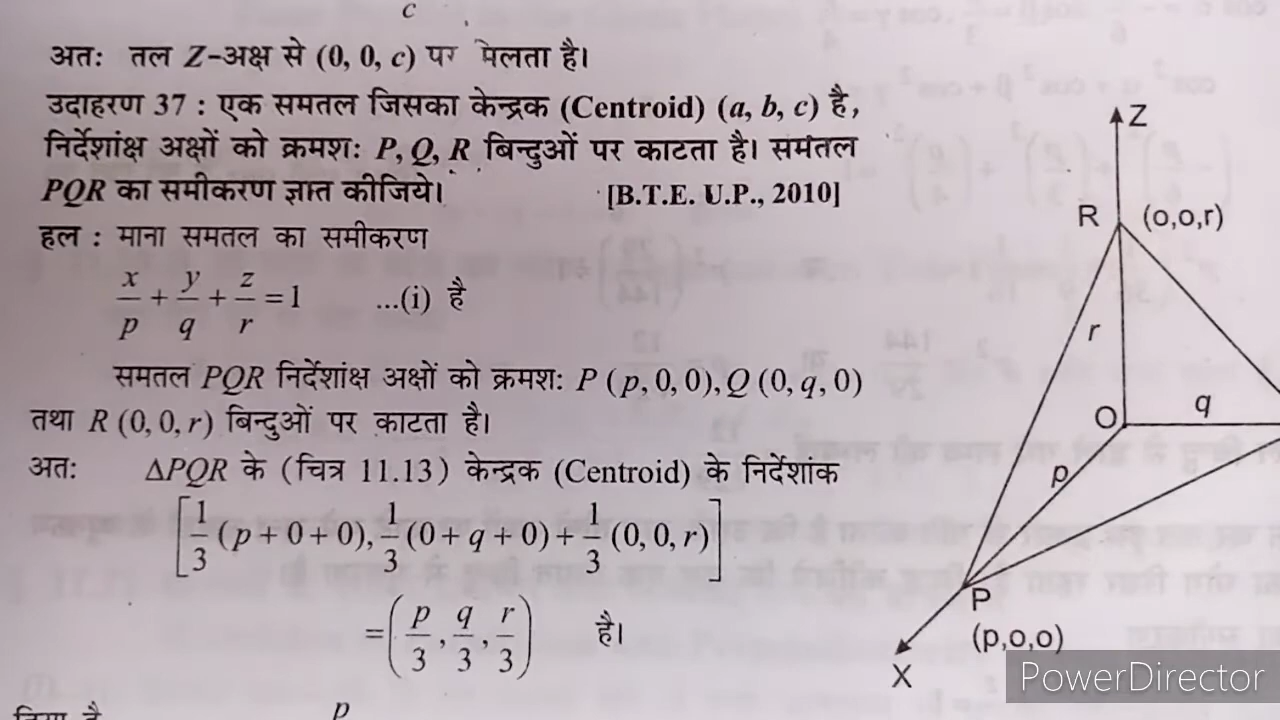 c
अतः तल Z-अक्ष से (0, 0, c) पर मिलता है।
उदाहरण 37 : एक समतल जिसका केन्द्रक (Centroid) (a, b, c) है,
निर्देशांक्ष अक्षों को क्रमशः P, Q, R बिन्दुओं पर काटता है। समतल
PQR का समीकरण ज्ञात कीजिये। [B.T.E. U.P., 2010]
हल : माना समतल का समीकरण
x/p + y/q + z/r = 1 ...(i) है
समतल PQR निर्देशांक्ष अक्षों को क्रमशः P (p, 0, 0), Q (0, q, 0)
तथा R (0, 0, r) बिन्दुओं पर काटता है।
अतः ΔPQR के (चित्र 11.13) केन्द्रक (Centroid) के निर्देशांक
[1/3 (p + 0 + 0), 1/3 (0 + q + 0) + 1/3 (0, 0, r)]
= (p/3, q/3, r/3) है।
p
Z
R (o,o,r)
r
O q
p
P
(p,o,o)
X
PowerDirector